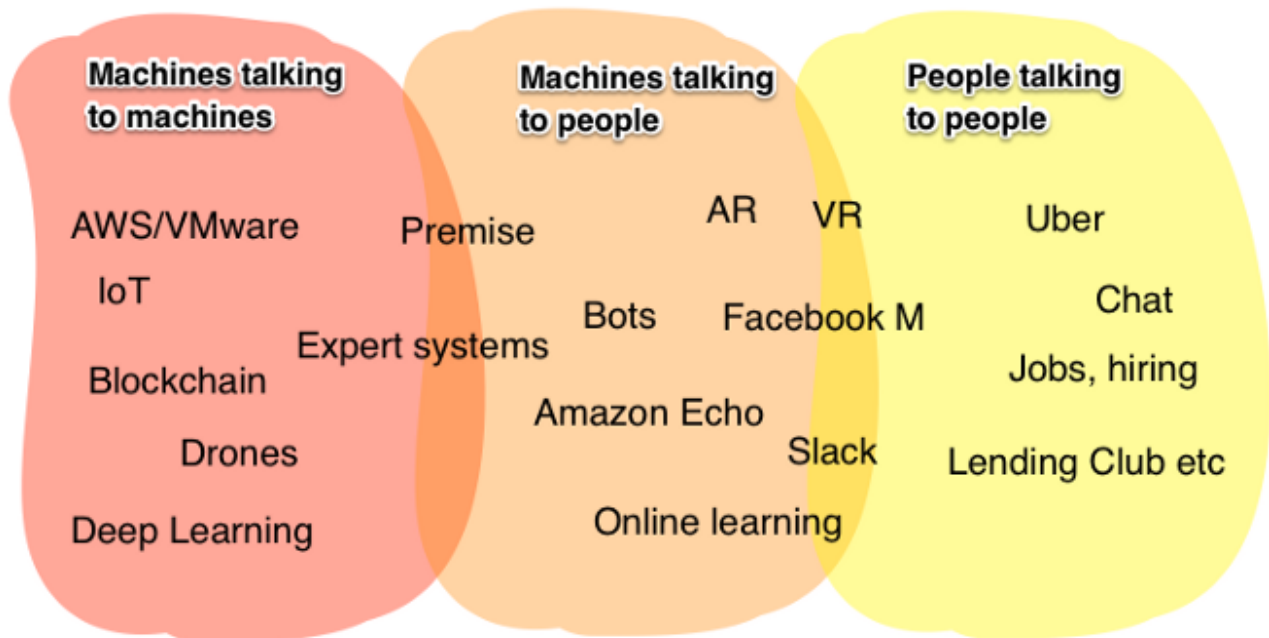 Machines talking
to machines
Machines talking
to people
People talking
to people
AWS/VMware
Premise
AR
VR
Uber
IoT
Bots
Facebook M
Chat
Expert systems
Blockchain
Jobs, hiring
Amazon Echo
Drones
Slack
Lending Club etc
Deep Learning
Online learning